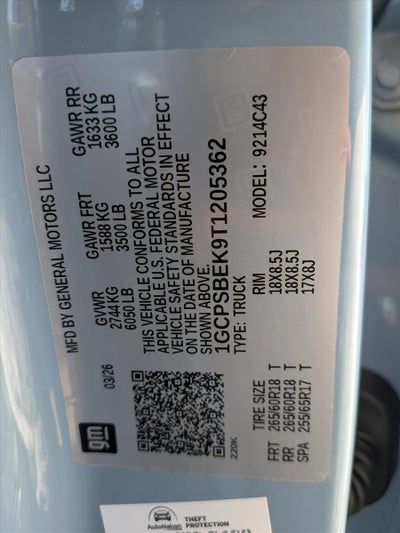 MFD BY GENERAL MOTORS LLC
03/26
GVWR
2744 KG
6050 LB
GAWR FRT
1588 KG
3500 LB
GAWR RR
1633 KG
3600 LB
THIS VEHICLE CONFORMS TO ALL
APPLICABLE U.S. FEDERAL MOTOR
VEHICLE SAFETY STANDARDS IN EFFECT
ON THE DATE OF MANUFACTURE
SHOWN ABOVE.
1GCPSBEK9T1205362
TYPE: TRUCK
MODEL: 9214C43
gm
220K
TIRE SIZE RIM
FRT 265/60R18 T 18X8.5J
RR 265/60R18 T 18X8.5J
SPA 255/65R17 T 17X8J
AutoNation
THEFT
PROTECTION